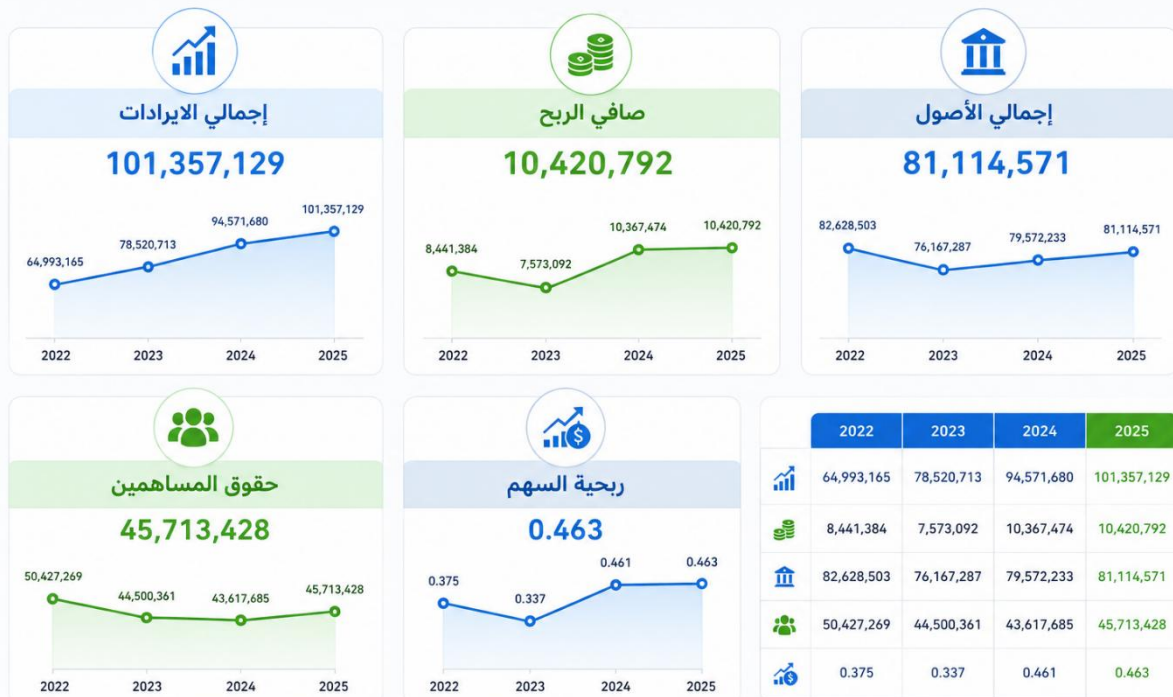 إجمالي الايرادات
101,357,129
64,993,165
78,520,713
94,571,680
101,357,129
2022 2023 2024 2025
صافي الربح
10,420,792
8,441,384
7,573,092
10,367,474
10,420,792
2022 2023 2024 2025
إجمالي الأصول
81,114,571
82,628,503
76,167,287
79,572,233
81,114,571
2022 2023 2024 2025
حقوق المساهمين
45,713,428
50,427,269
44,500,361
43,617,685
45,713,428
2022 2023 2024 2025
ربحية السهم
$
0.463
0.375
0.337
0.461
0.463
2022 2023 2024 2025
2022 2023 2024 2025
64,993,165 78,520,713 94,571,680 101,357,129
8,441,384 7,573,092 10,367,474 10,420,792
82,628,503 76,167,287 79,572,233 81,114,571
50,427,269 44,500,361 43,617,685 45,713,428
$ 0.375 0.337 0.461 0.463